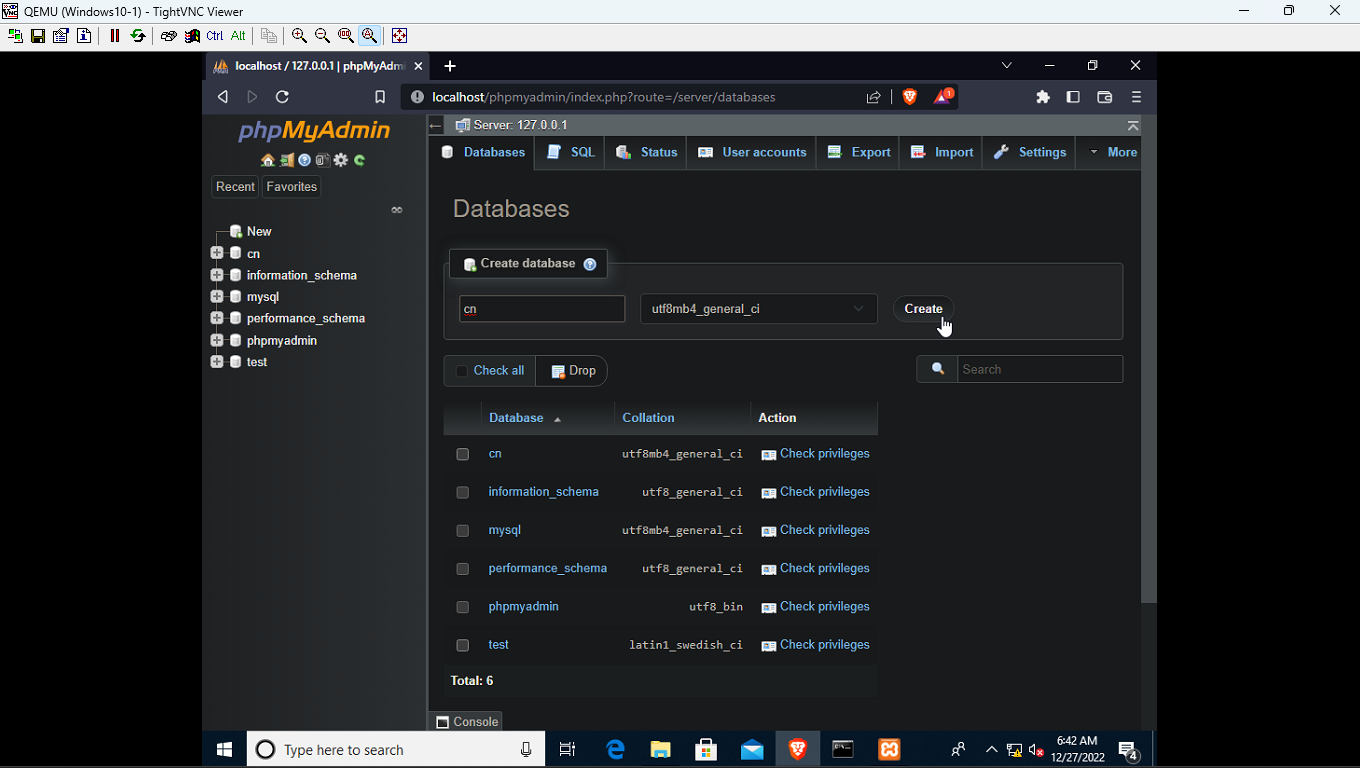 QEMU (Windows10-1) - TightVNC Viewer
Ctrl Alt
localhost / 127.0.0.1 | phpMyAdm
localhost/phpmyadmin/index.php?route=/server/databases
1
phpMyAdmin
Server: 127.0.0.1
Databases SQL Status User accounts Export Import Settings More
Recent Favorites
New
cn
information_schema
mysql
performance_schema
phpmyadmin
test
Databases
Create database
cn utf8mb4_general_ci Create
Check all Drop Search
Database Collation Action
cn utf8mb4_general_ci Check privileges
information_schema utf8_general_ci Check privileges
mysql utf8mb4_general_ci Check privileges
performance_schema utf8_general_ci Check privileges
phpmyadmin utf8_bin Check privileges
test latin1_swedish_ci Check privileges
Total: 6
Console
Type here to search
6:42 AM
12/27/2022
4